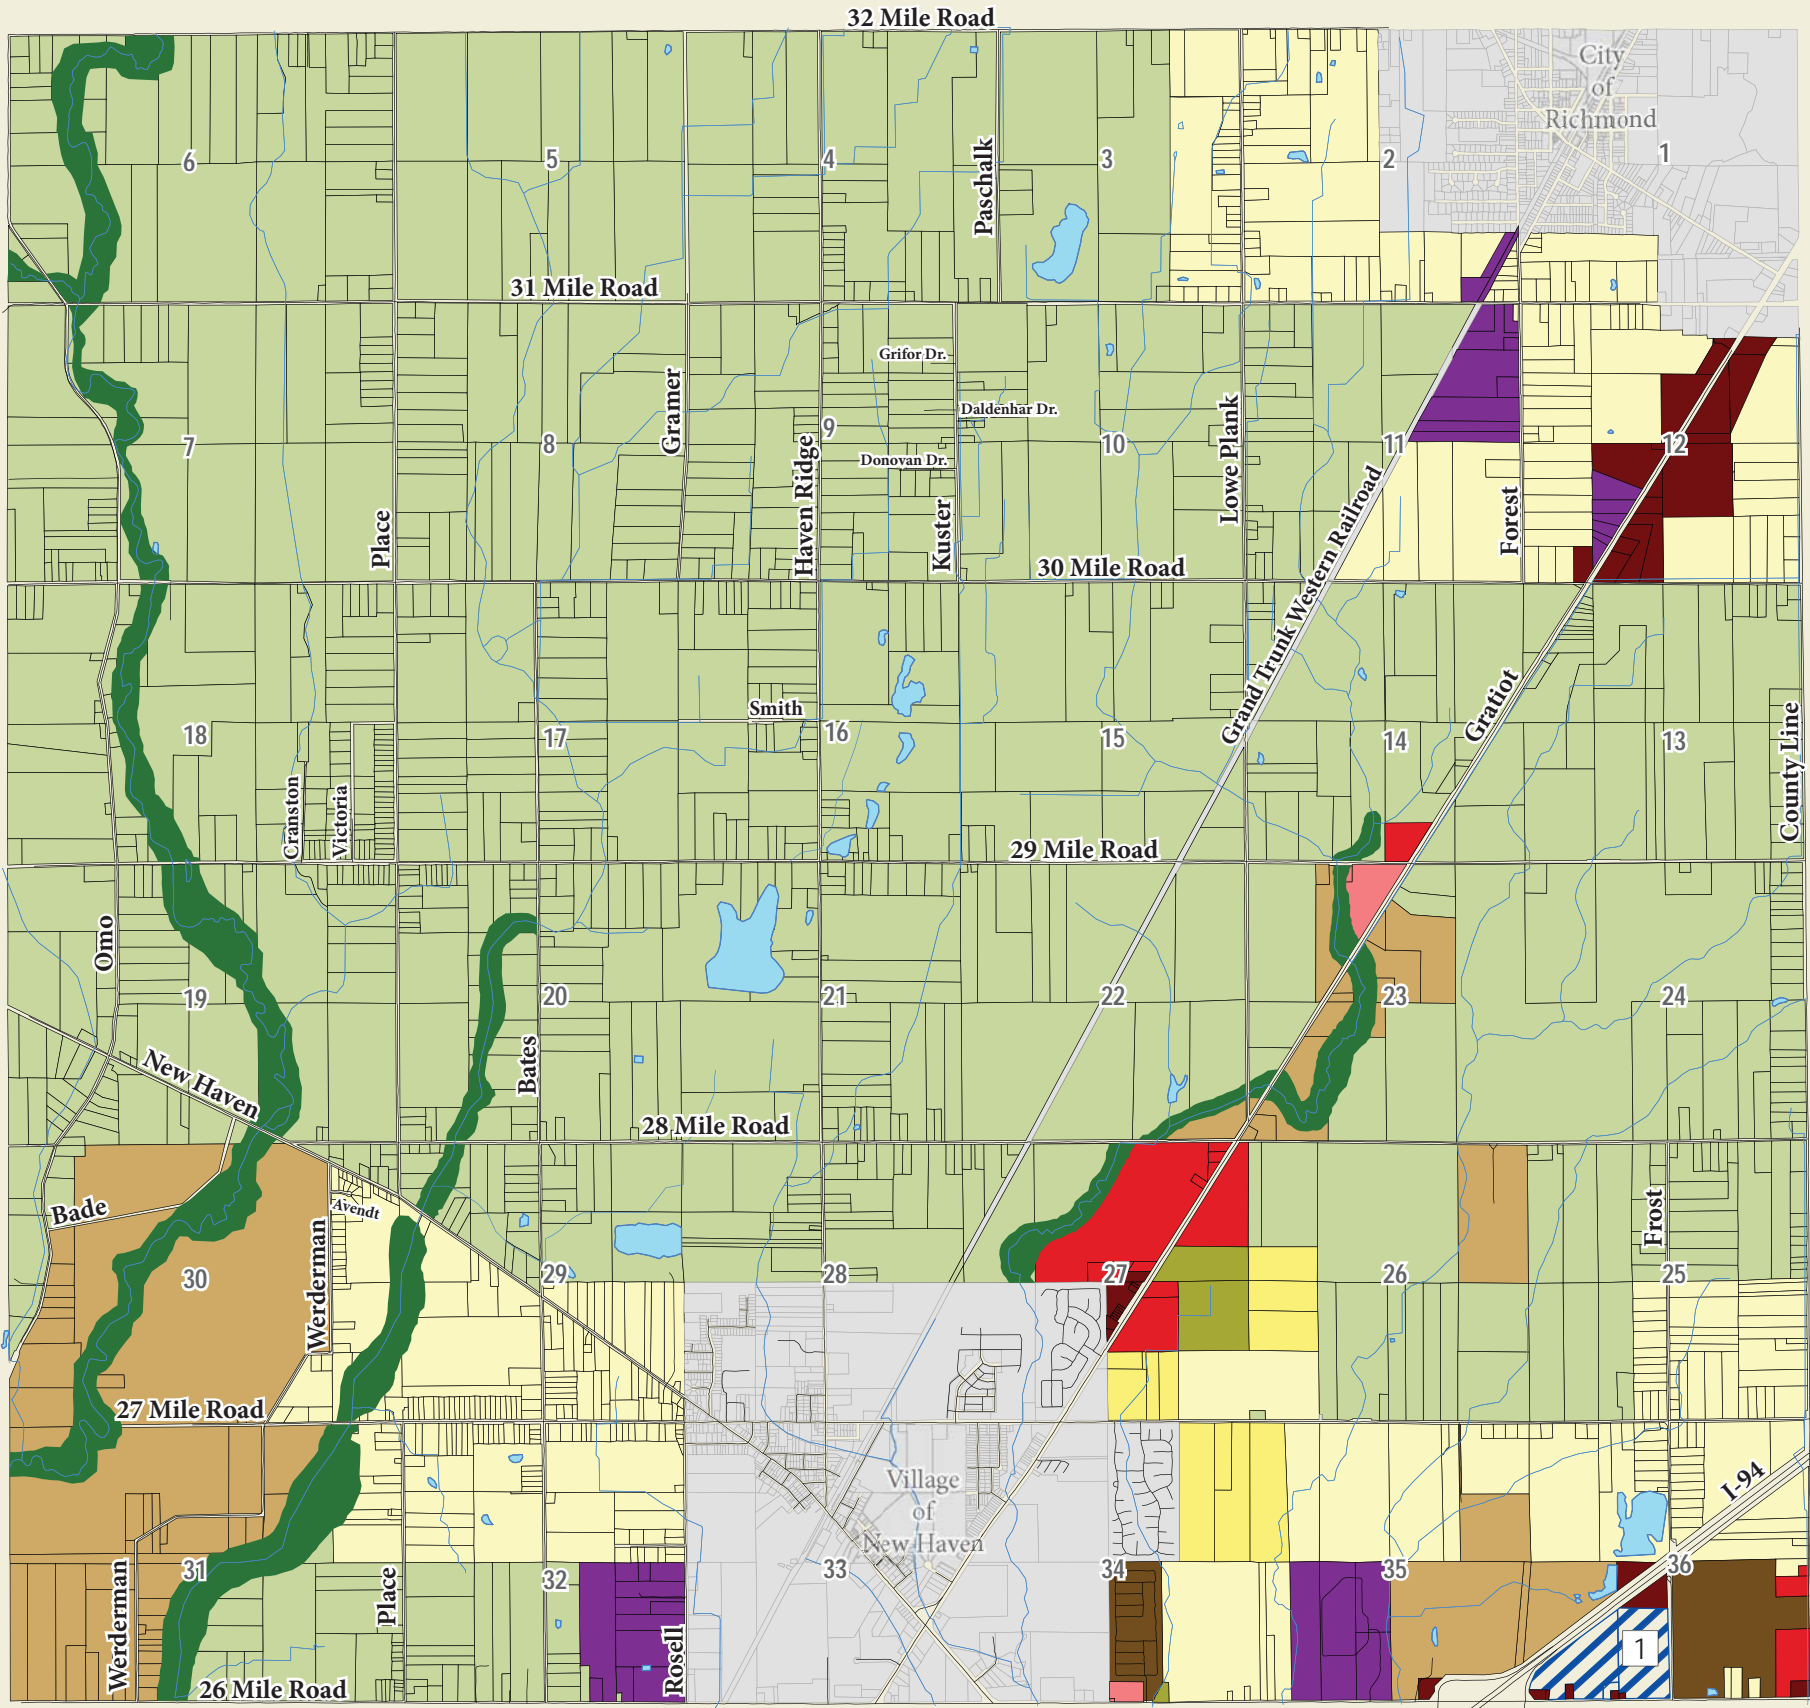 32 Mile Road
City
of
Richmond
6
5
4
Paschalk
3
2
1
31 Mile Road
Grifor Dr.
Gramer
Daldenhar Dr.
Lowe Plank
7
8
9
10
11
12
Haven Ridge
Donovan Dr.
Place
Kuster
Forest
30 Mile Road
Grand Trunk Western Railroad
Gratiot
Smith
18
17
16
15
14
13
County Line
Cranston
Victoria
29 Mile Road
Omo
19
20
21
22
23
24
New Haven
Bates
28 Mile Road
Bade
Avendt
Werderman
Frost
30
29
28
27
26
25
27 Mile Road
Village
of
New Haven
I-94
31
32
33
34
35
36
Werderman
Place
Rosell
1
26 Mile Road